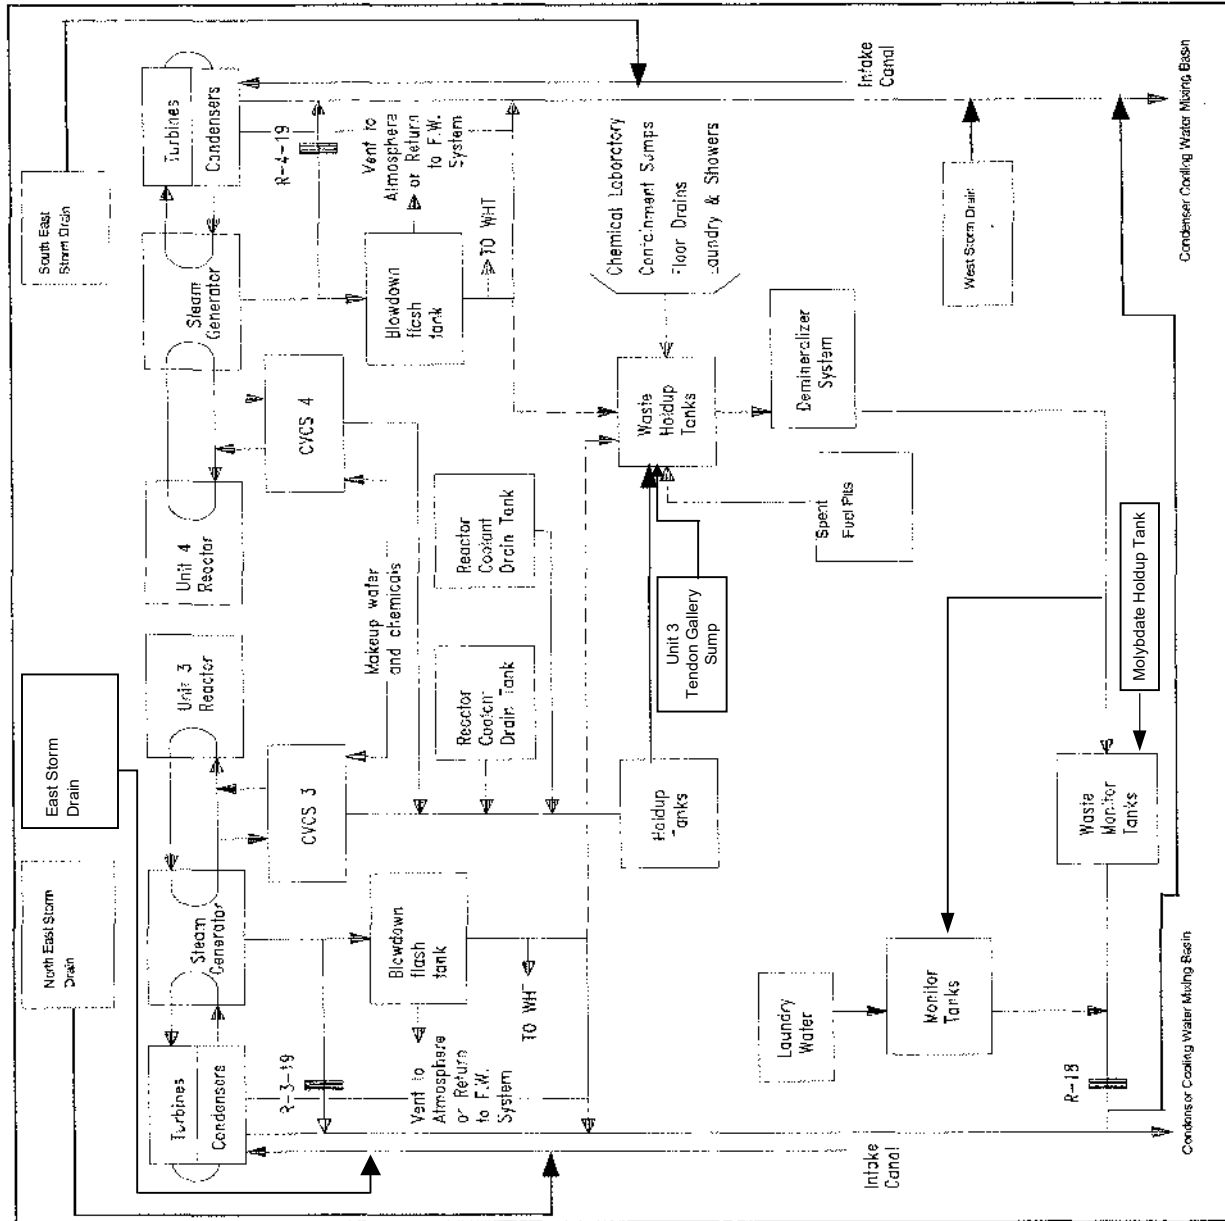 South East
Storm Drain
Turbines
Condensers
R-4-19
Vent to
Atmosphere
or Return
to F.W.
System
Intake
Canal
Condenser Cooling Water Mixing Basin
Steam
Generator
Blowdown
flash
tank
TO WHT
Chemical Laboratory
Containment Sumps
Floor Drains
Laundry & Showers
West Storm Drain
CVCS 4
Waste
Holdup
Tanks
Demineralizer
System
Unit 4
Reactor
Makeup water
and chemicals
Reactor
Coolant
Drain Tank
Spent
Fuel Pits
Unit 3
Reactor
Reactor
Coolant
Drain Tank
Unit 3
Tendon Gallery
Sump
Molybdate Holdup Tank
East Storm
Drain
CVCS 3
Holdup
Tanks
Waste
Monitor
Tanks
North East Storm
Drain
Steam
Generator
Blowdown
flash
tank
TO WHT
Laundry
Water
Monitor
Tanks
Turbines
Condensers
R-3-19
Vent to
Atmosphere
or Return
to F.W.
System
R-18
Intake
Canal
Condenser Cooling Water Mixing Basin